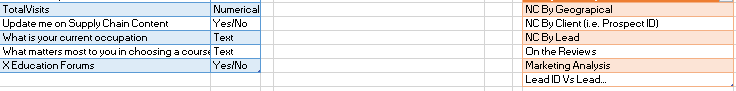 TotalVisits Numerical
Update me on Supply Chain Content Yes/No
What is your current occupation Text
What matters most to you in choosing a course Text
X Education Forums Yes/No
NC By Geograpical
NC By Client (i.e. Prospect ID)
NC By Lead
On the Reviews
Marketing Analysis
Lead ID Vs Lead...